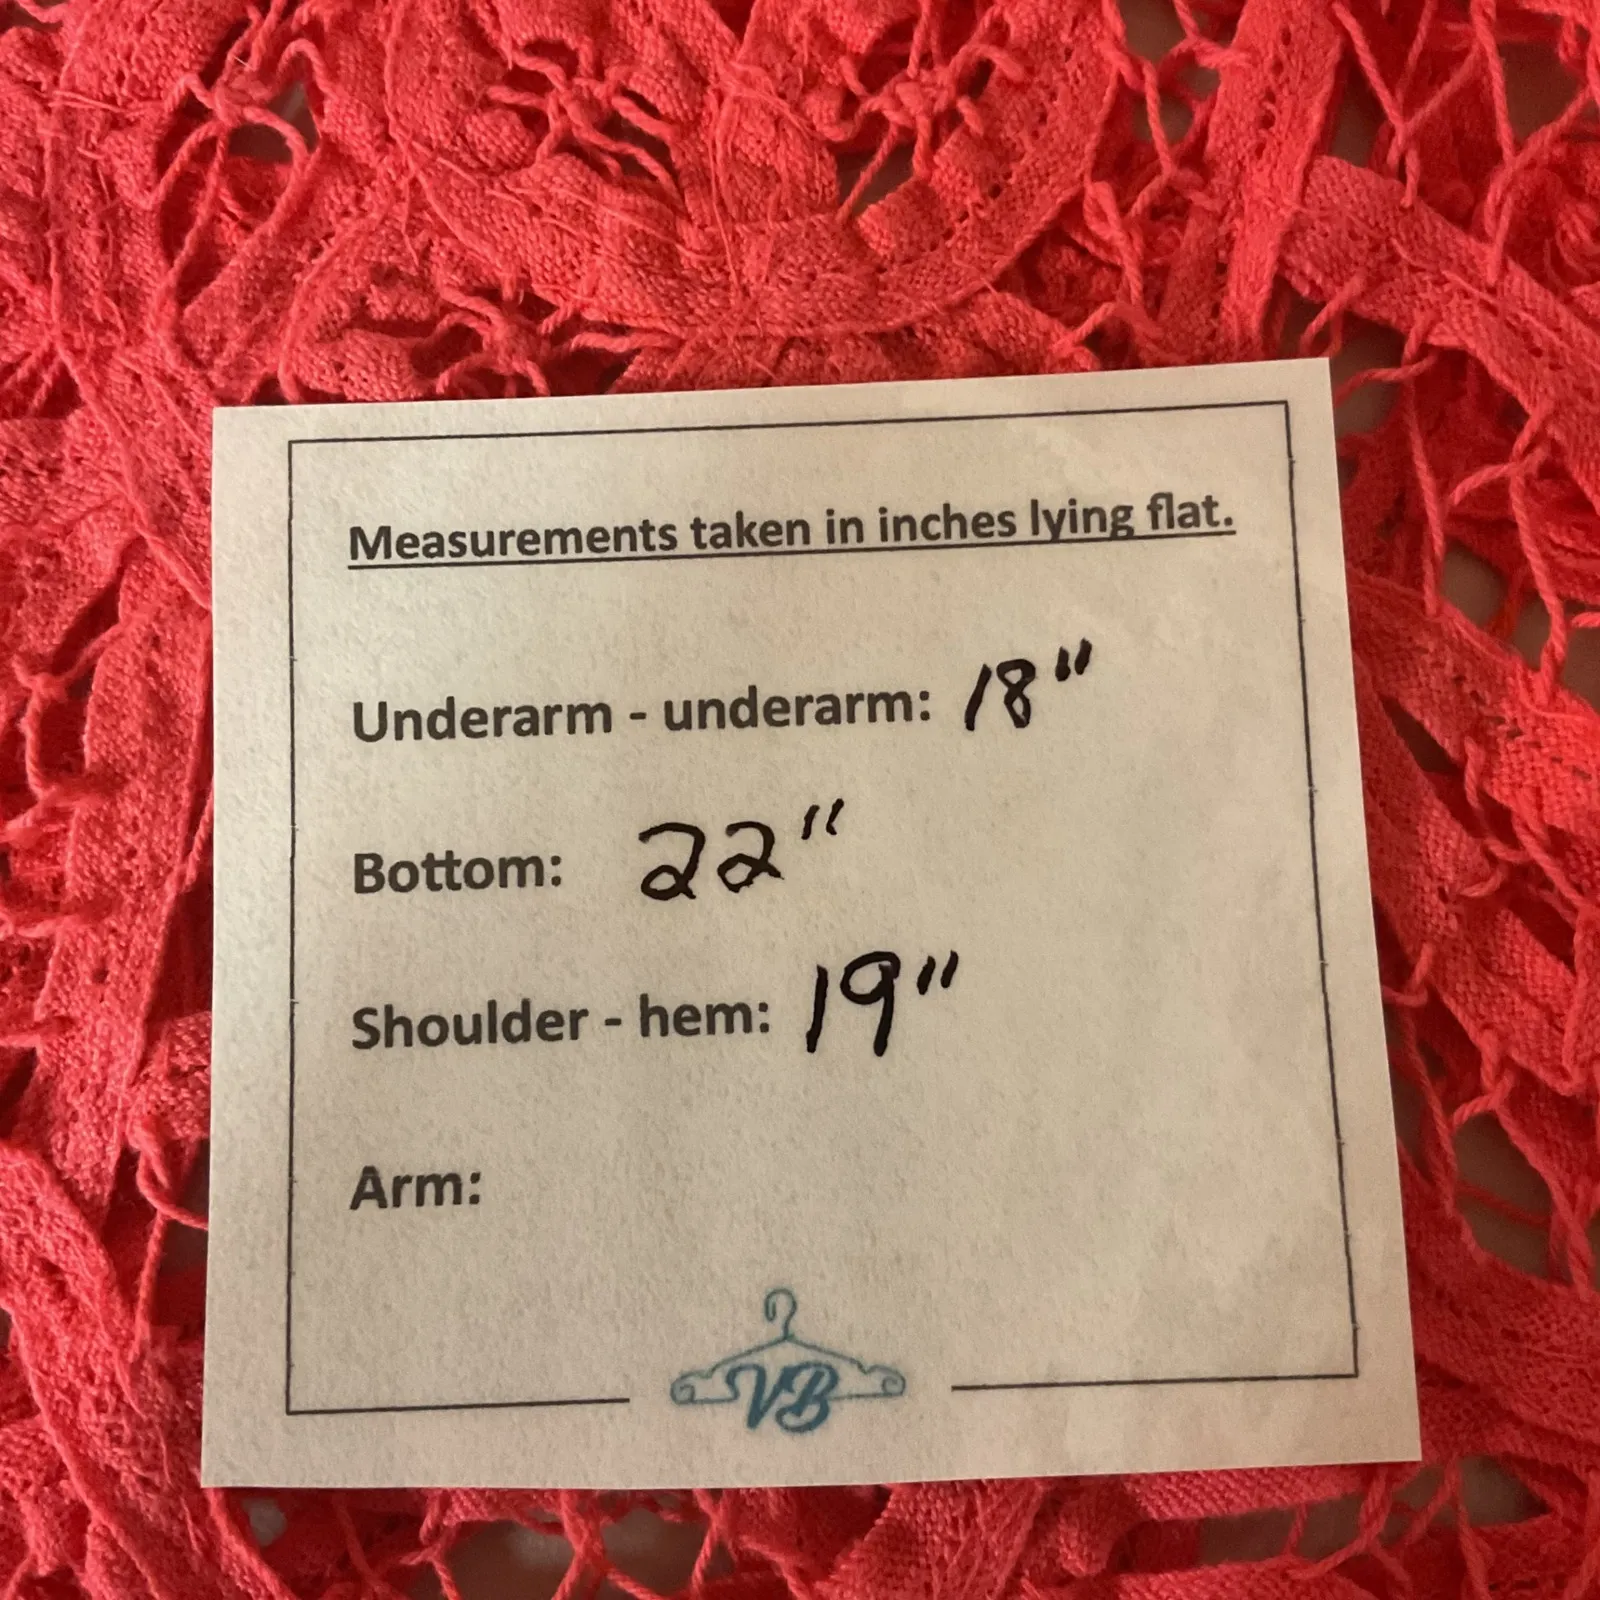 Measurements taken in inches lying flat.
Underarm - underarm: 18"
Bottom: 22"
Shoulder - hem: 19"
Arm:
VB